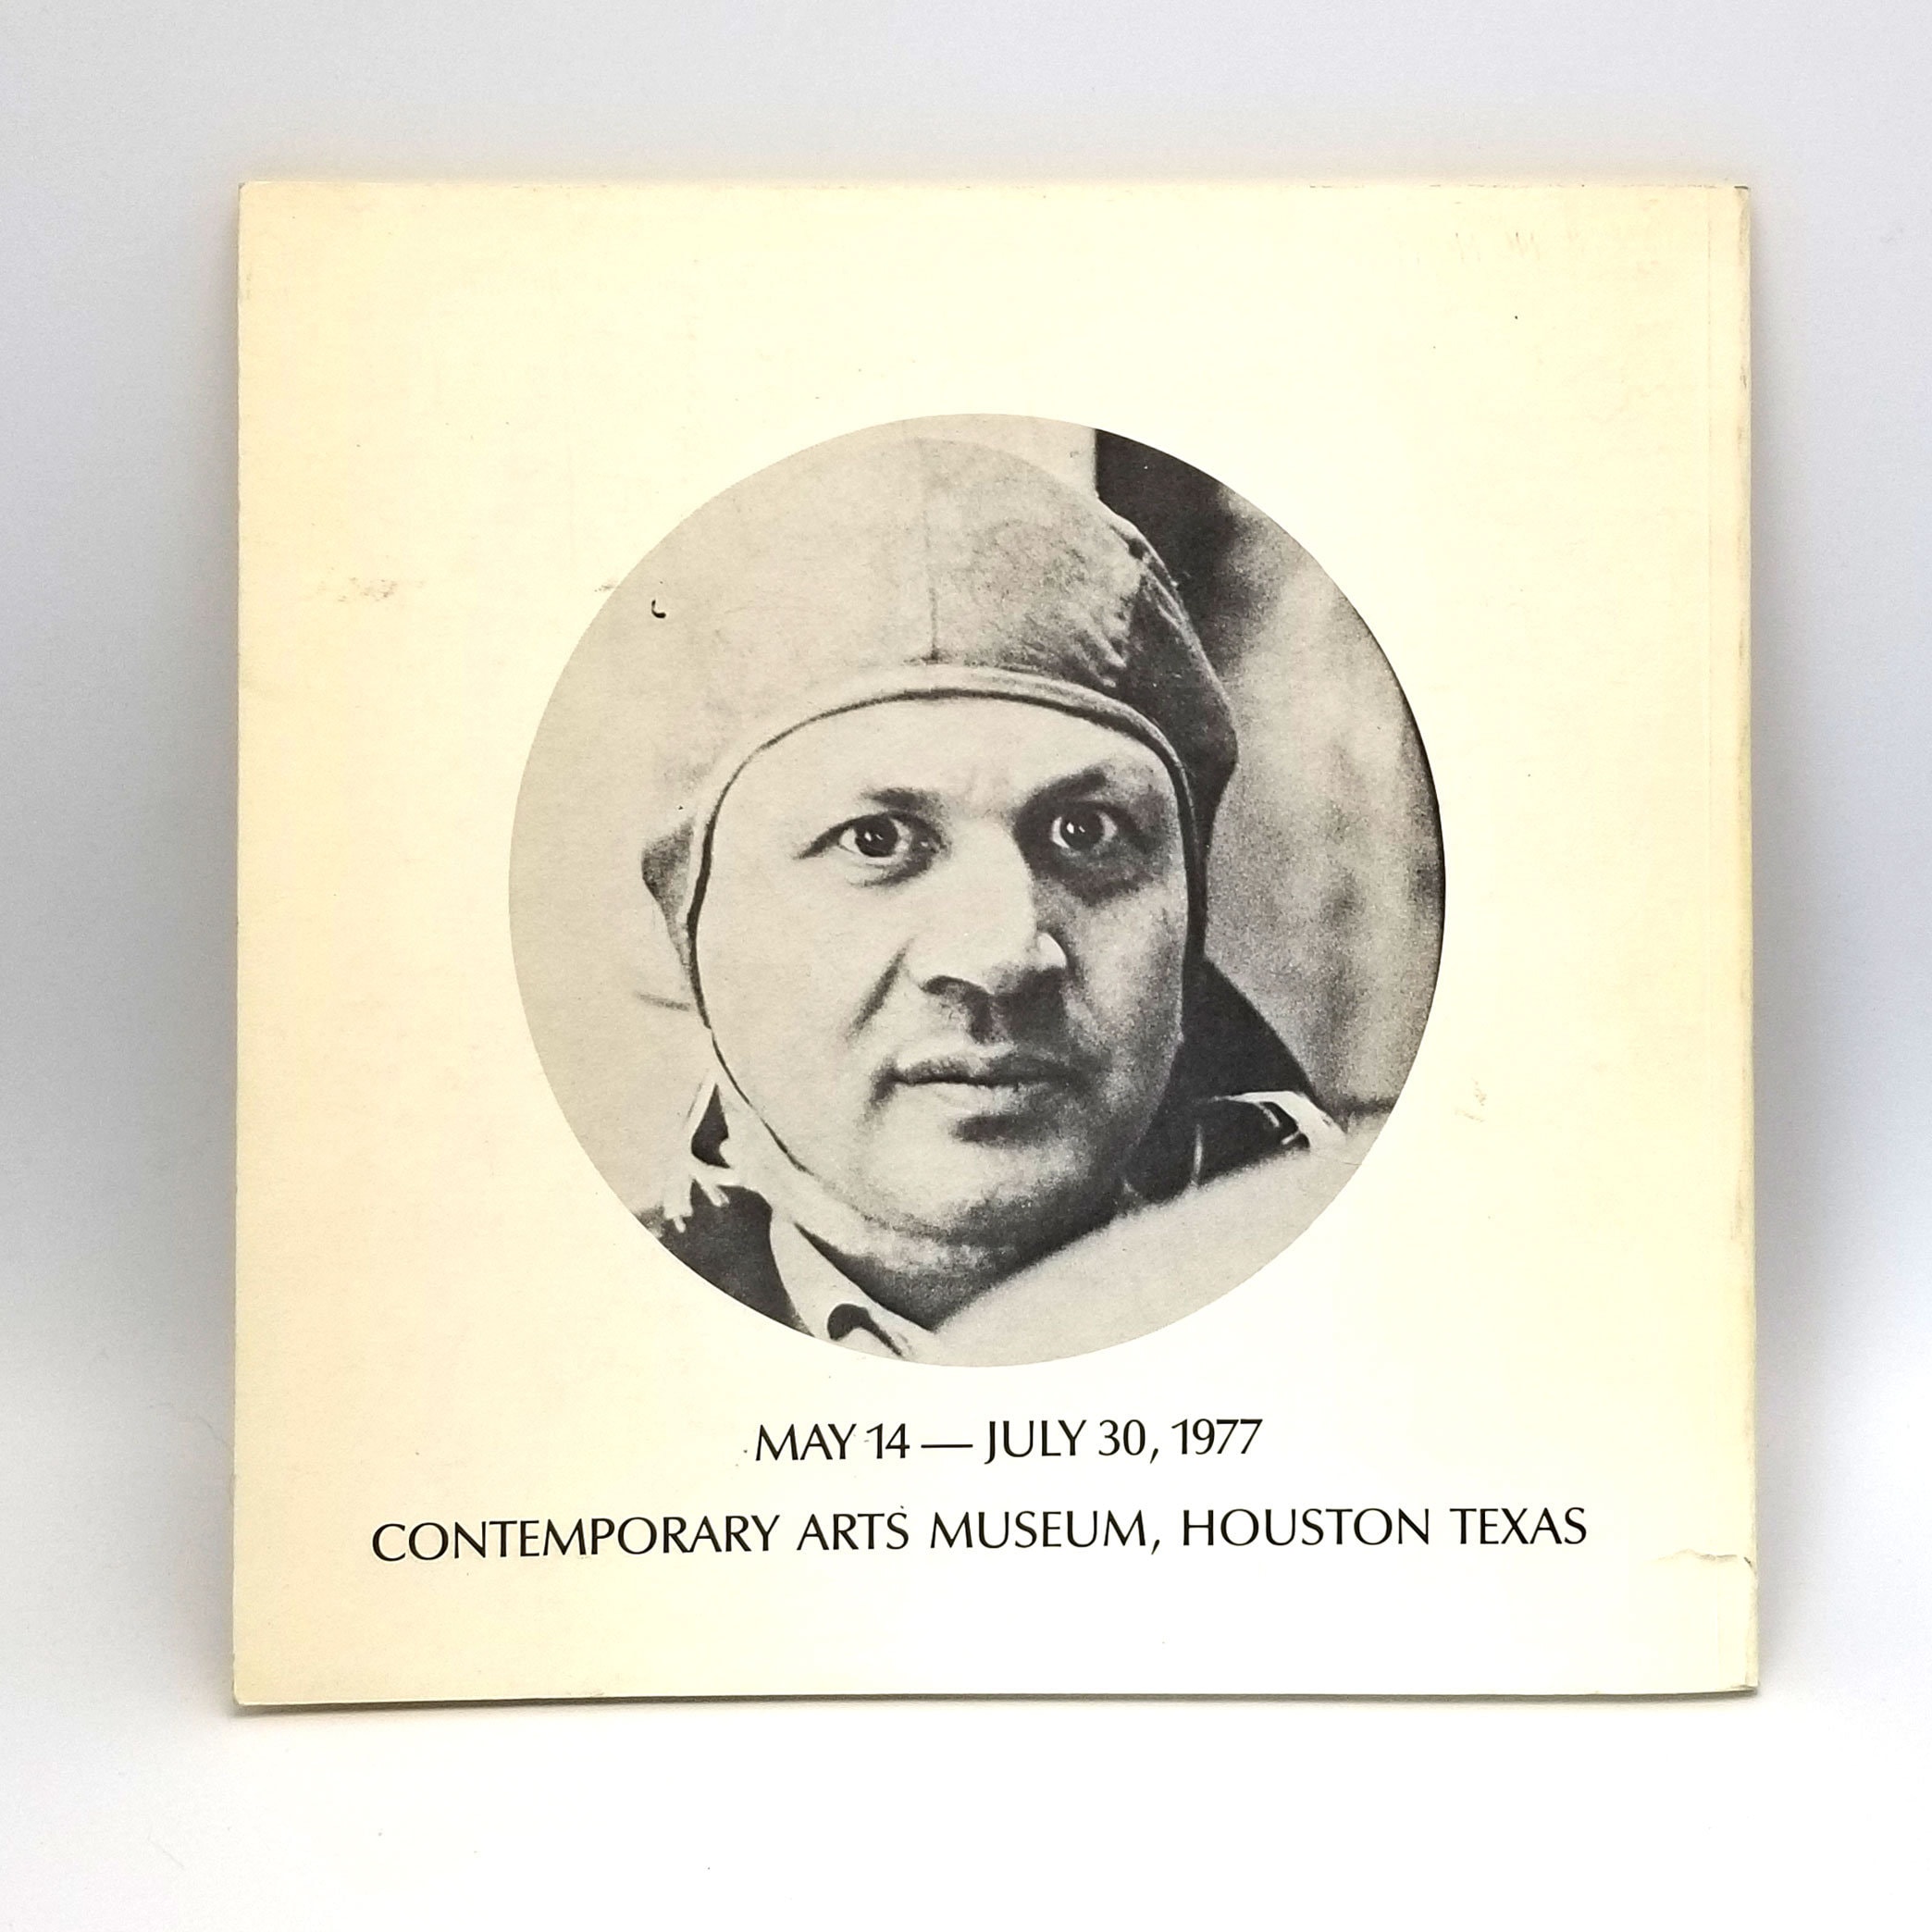 MAY 14 — JULY 30, 1977
CONTEMPORARY ARTS MUSEUM, HOUSTON TEXAS